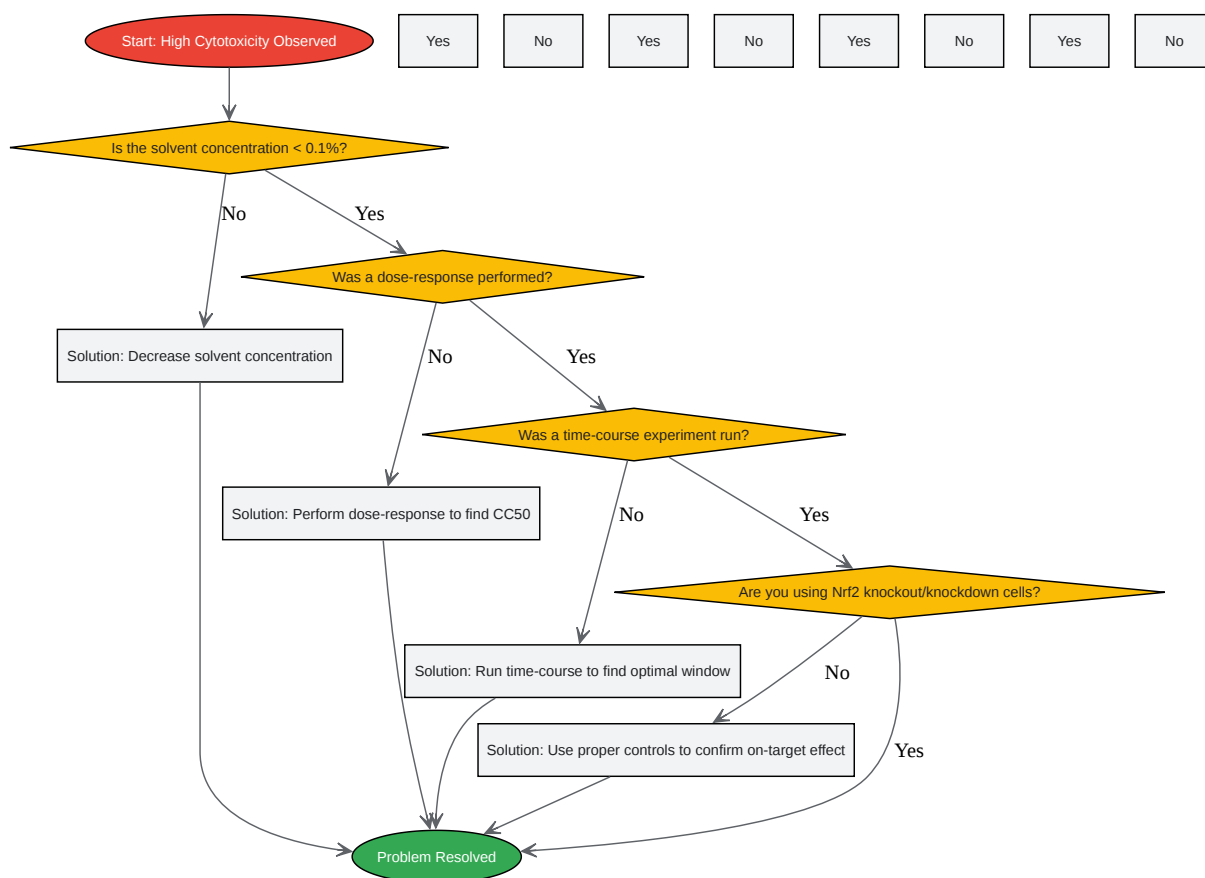 Start: High Cytotoxicity Observed
Yes
No
Yes
No
Yes
No
Yes
No
Is the solvent concentration < 0.1%?
No
Yes
Was a dose-response performed?
Solution: Decrease solvent concentration
No
Yes
Was a time-course experiment run?
Solution: Perform dose-response to find CC50
No
Yes
Are you using Nrf2 knockout/knockdown cells?
Solution: Run time-course to find optimal window
No
Solution: Use proper controls to confirm on-target effect
Yes
Problem Resolved